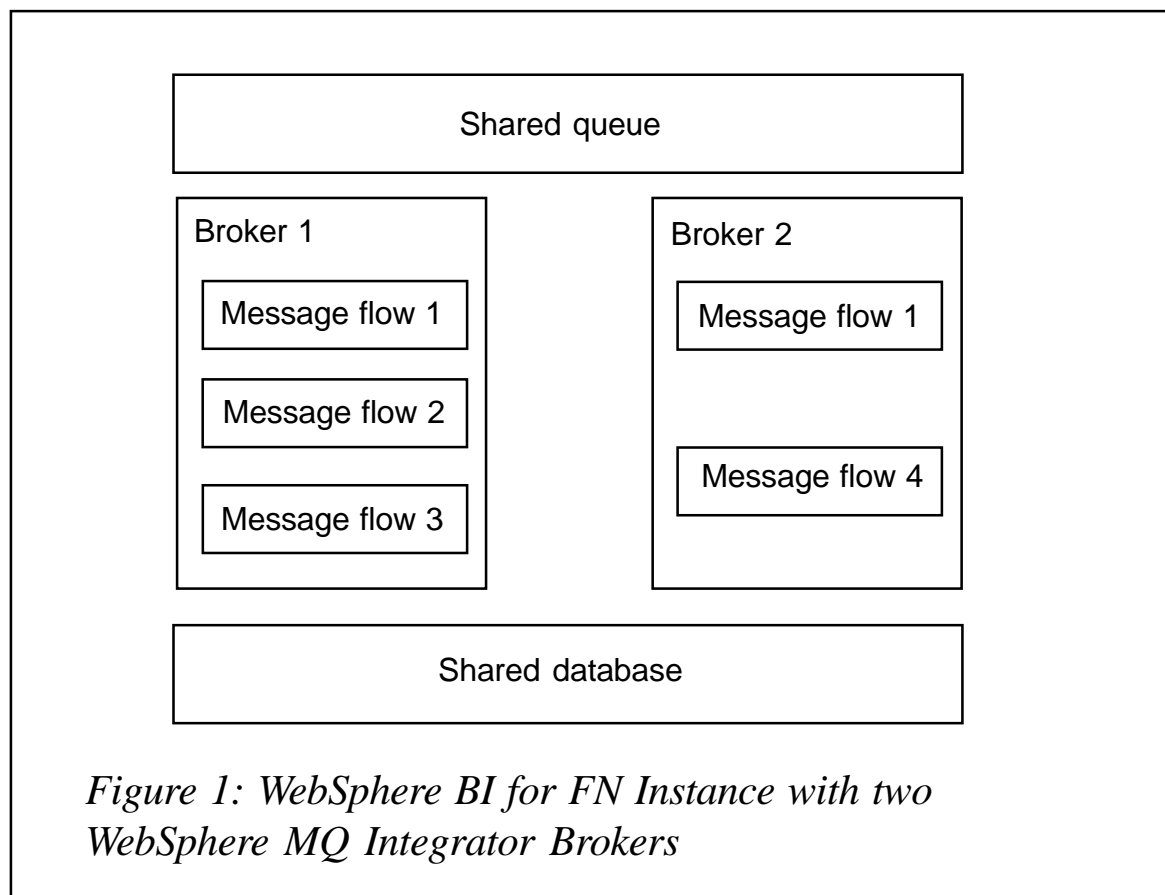 Shared queue
Broker 1
Message flow 1
Message flow 2
Message flow 3
Broker 2
Message flow 1
Message flow 4
Shared database
Figure 1: WebSphere BI for FN Instance with two
WebSphere MQ Integrator Brokers